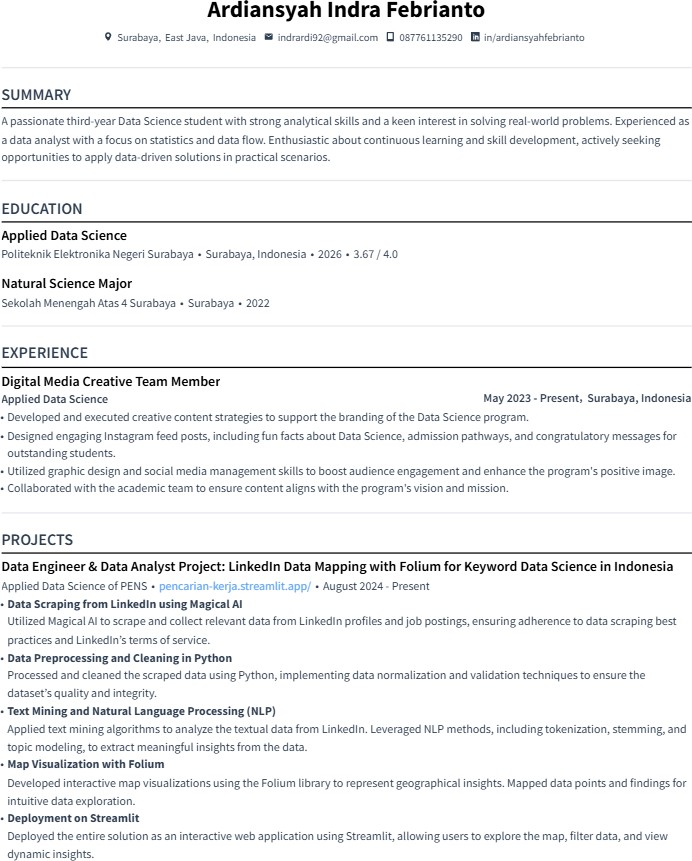 Ardiansyah Indra Febrianto
Surabaya, East Java, Indonesia indrardi92@gmail.com 087761135290 in/ardiansyahfebrianto
SUMMARY
A passionate third-year Data Science student with strong analytical skills and a keen interest in solving real-world problems. Experienced as
a data analyst with a focus on statistics and data flow. Enthusiastic about continuous learning and skill development, actively seeking
opportunities to apply data-driven solutions in practical scenarios.
EDUCATION
Applied Data Science
Politeknik Elektronika Negeri Surabaya • Surabaya, Indonesia • 2026 • 3.67 / 4.0
Natural Science Major
Sekolah Menengah Atas 4 Surabaya • Surabaya • 2022
EXPERIENCE
Digital Media Creative Team Member
Applied Data Science May 2023 - Present, Surabaya, Indonesia
• Developed and executed creative content strategies to support the branding of the Data Science program.
• Designed engaging Instagram feed posts, including fun facts about Data Science, admission pathways, and congratulatory messages for
outstanding students.
• Utilized graphic design and social media management skills to boost audience engagement and enhance the program's positive image.
• Collaborated with the academic team to ensure content aligns with the program's vision and mission.
PROJECTS
Data Engineer & Data Analyst Project: LinkedIn Data Mapping with Folium for Keyword Data Science in Indonesia
Applied Data Science of PENS • pencarian-kerja.streamlit.app/ • August 2024 - Present
• Data Scraping from LinkedIn using Magical AI
Utilized Magical AI to scrape and collect relevant data from LinkedIn profiles and job postings, ensuring adherence to data scraping best
practices and LinkedIn's terms of service.
• Data Preprocessing and Cleaning in Python
Processed and cleaned the scraped data using Python, implementing data normalization and validation techniques to ensure the
dataset's quality and integrity.
• Text Mining and Natural Language Processing (NLP)
Applied text mining algorithms to analyze the textual data from LinkedIn. Leveraged NLP methods, including tokenization, stemming, and
topic modeling, to extract meaningful insights from the data.
• Map Visualization with Folium
Developed interactive map visualizations using the Folium library to represent geographical insights. Mapped data points and findings for
intuitive data exploration.
• Deployment on Streamlit
Deployed the entire solution as an interactive web application using Streamlit, allowing users to explore the map, filter data, and view
dynamic insights.